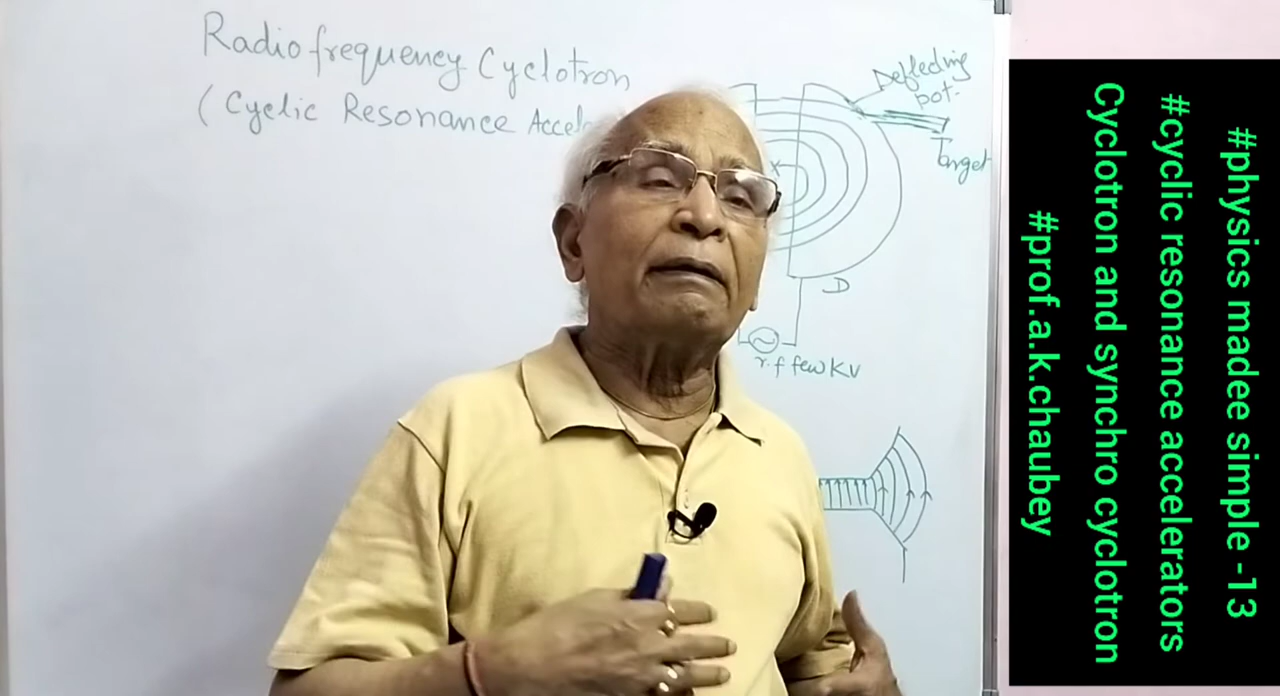 Radiofrequency Cyclotron
(Cyclic Resonance Accel
Deflecting
pot.
Target
D
r.f few KV
#physics madee simple -13
#cyclic resonance accelerators
Cyclotron and synchro cyclotron
#prof.a.k.chaubey